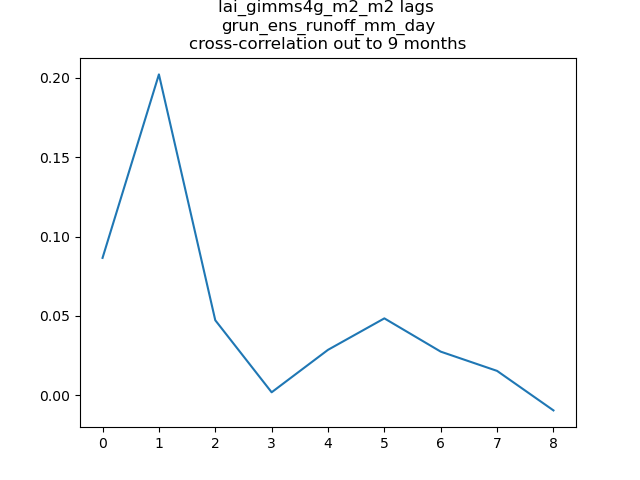 lai_gimms4g_m2_m2 lags
grun_ens_runoff_mm_day
cross-correlation out to 9 months
0.20
0.15
0.10
0.05
0.00
0 1 2 3 4 5 6 7 8